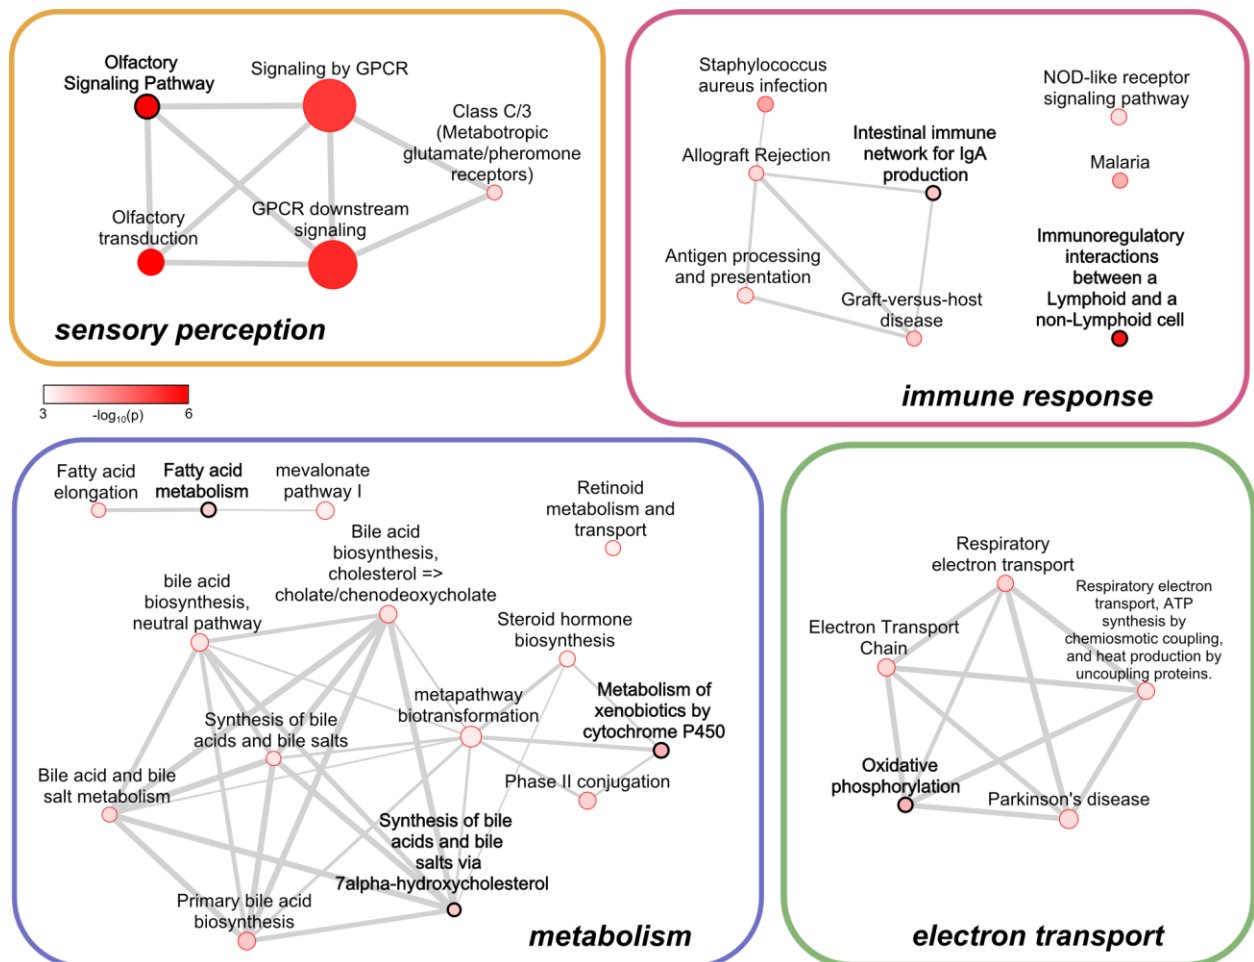 Olfactory
Signaling Pathway
Signaling by GPCR
Class C/3
(Metabotropic
glutamate/pheromone
receptors)
Olfactory
transduction
GPCR downstream
signaling
sensory perception
Staphylococcus
aureus infection
NOD-like receptor
signaling pathway
Allograft Rejection
Intestinal immune
network for IgA
production
Malaria
Antigen processing
and presentation
Graft-versus-host
disease
Immunoregulatory
interactions
between a
Lymphoid and a
non-Lymphoid cell
immune response
3
-log10(p)
6
Fatty acid
elongation
Fatty acid
metabolism
mevalonate
pathway I
Retinoid
metabolism and
transport
bile acid
biosynthesis,
neutral pathway
Bile acid
biosynthesis,
cholesterol =>
cholate/chenodeoxycholate
Steroid hormone
biosynthesis
Metabolism of
xenobiotics by
cytochrome P450
metapathway
biotransformation
Synthesis of bile
acids and bile salts
Bile acid and bile
salt metabolism
Phase II conjugation
Synthesis of bile
acids and bile
salts via
7alpha-hydroxycholesterol
Primary bile acid
biosynthesis
metabolism
Respiratory
electron transport
Respiratory electron
transport, ATP
synthesis by
chemiosmotic coupling,
and heat production by
uncoupling proteins.
Electron Transport
Chain
Oxidative
phosphorylation
Parkinson's disease
electron transport